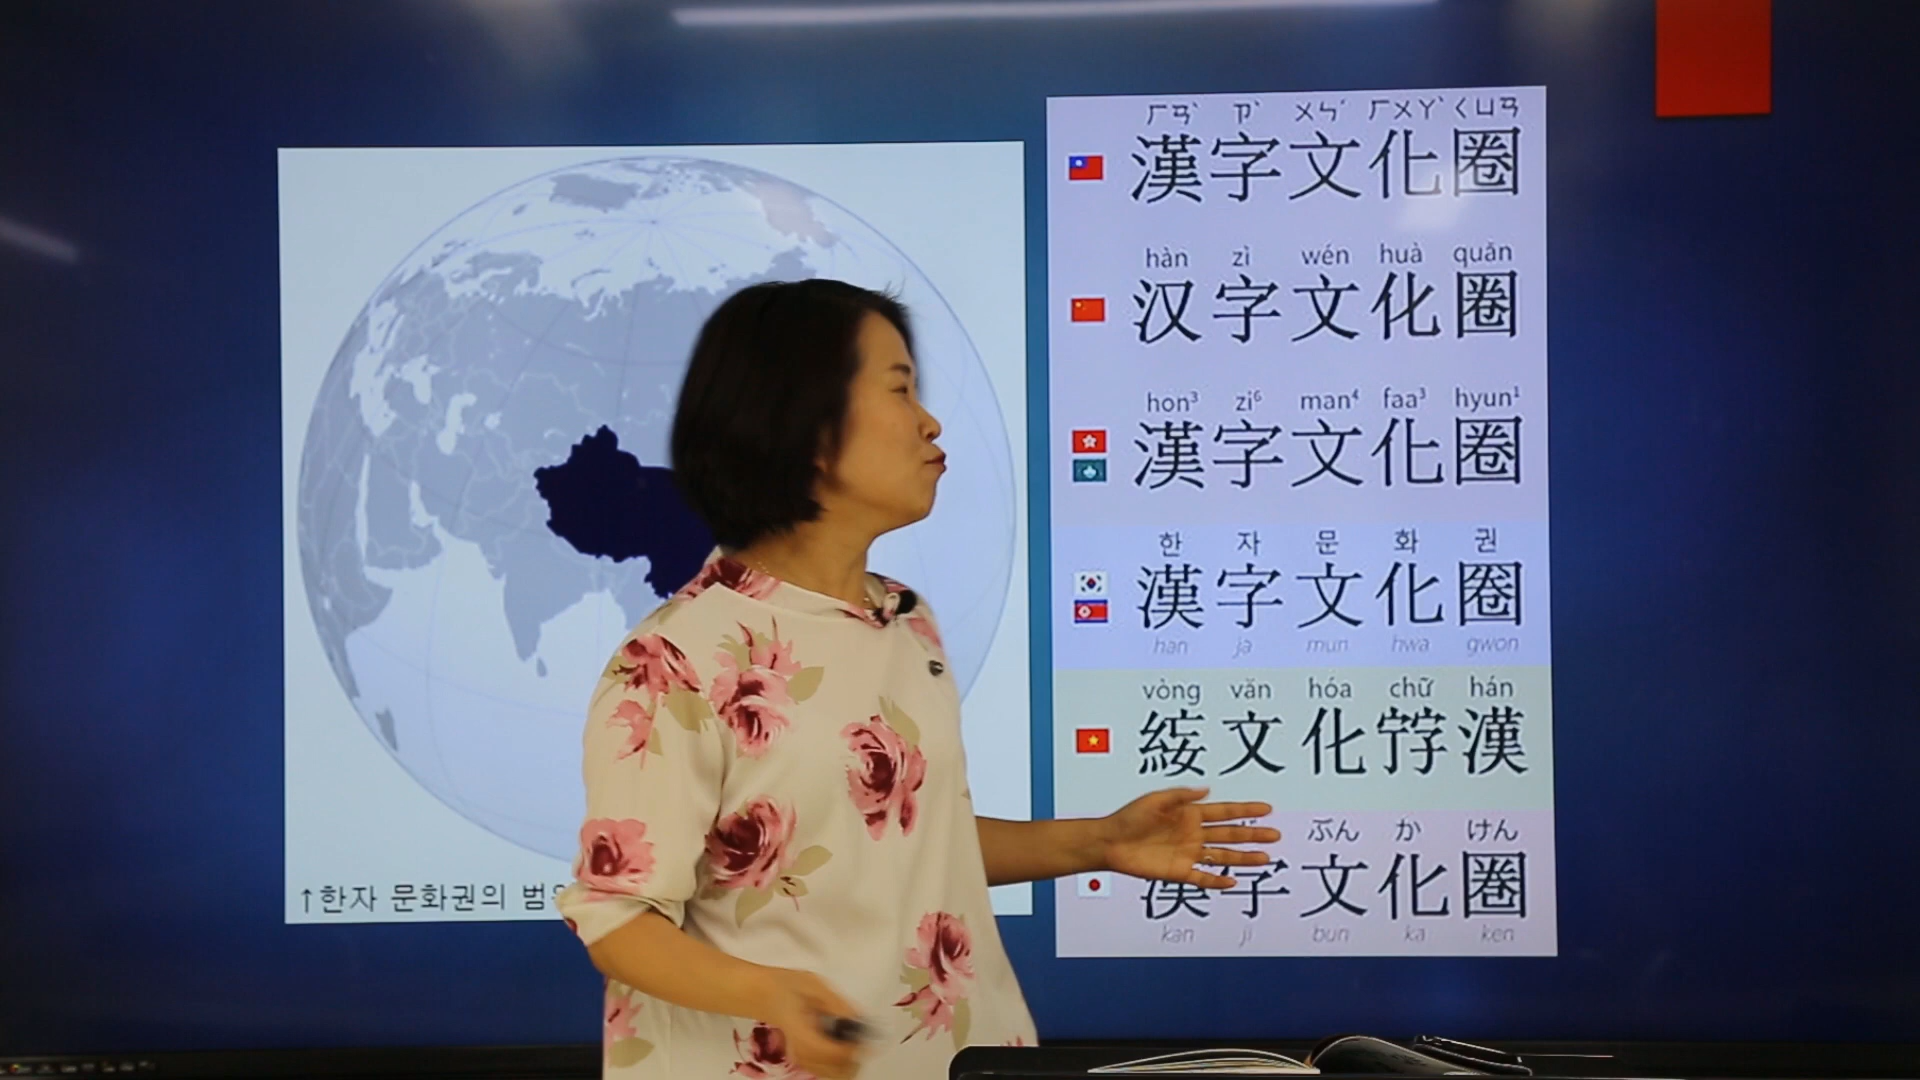 ↑한자 문화권의
ㄏㄢˋ ㄗˋ ㄨㄣˊ ㄏㄨㄚˋ ㄑㄩㄢ
漢字文化圈
hàn zì wén huà quān
汉字文化圈
hon³ zi⁶ man⁴ faa³ hyun¹
漢字文化圈
한 자 문 화 권
漢字文化圈
han ja mun hwa gwon
vòng văn hóa chữ hán
文化 漢
ぶん か けん
漢字文化圈
kan ji bun ka ken